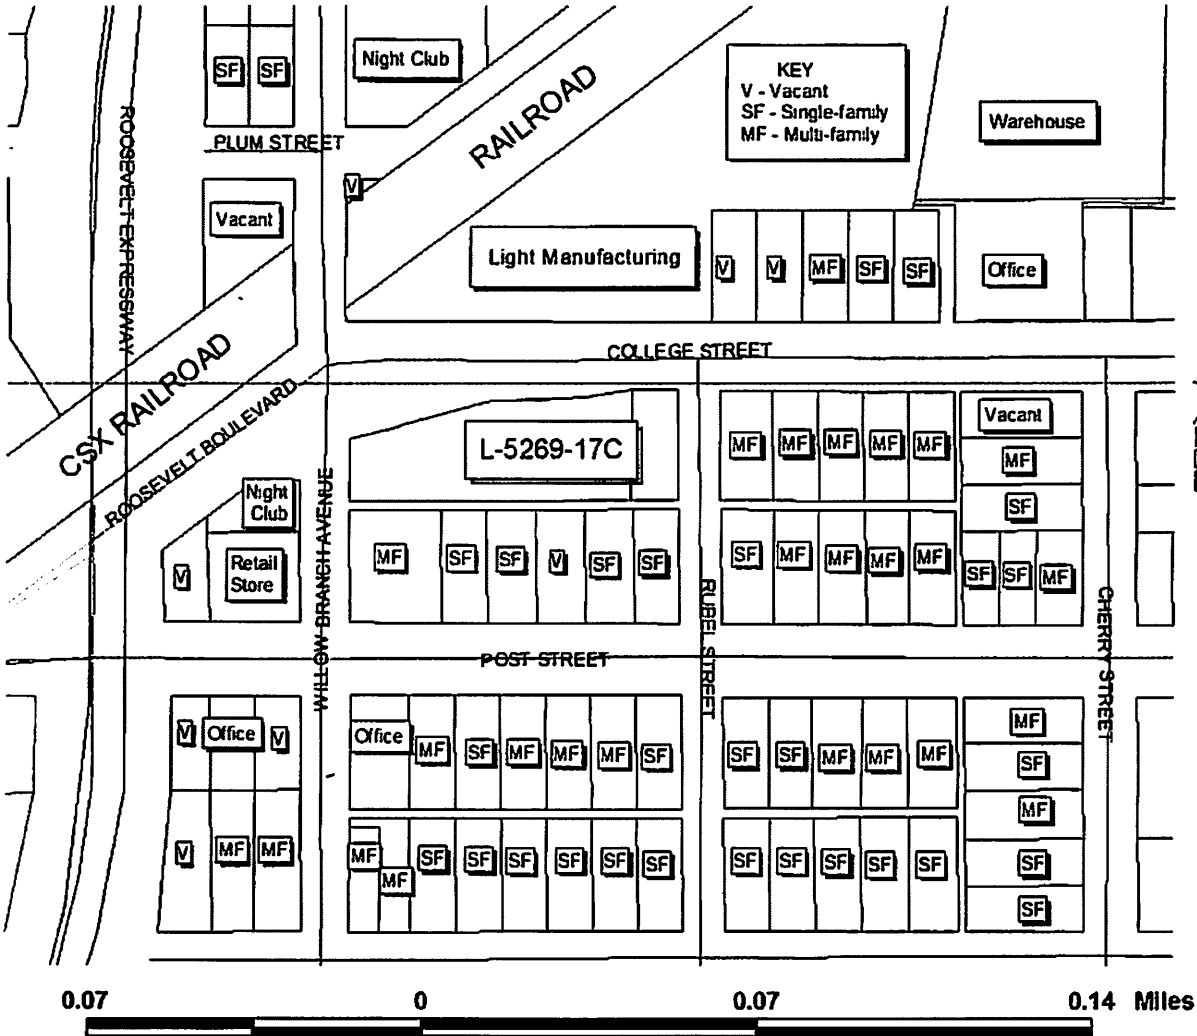 Night Club
KEY
V - Vacant
SF - Single-family
MF - Multi-family
SF SF
RAILROAD
Warehouse
PLUM STREET
ROOSEVELT EXPRESSWAY
V
Vacant
Light Manufacturing
V V MF SF SF
Office
COLLEGE STREET
CSX RAILROAD
ROOSEVELT BOULEVARD
L-5269-17C
MF MF MF MF MF
Vacant
MF
SF
Night
Club
WILLOW BRANCH AVENUE
V
Retail
Store
MF SF SF V SF SF
SF MF MF MF MF
SF SF MF
RUBEL STREET
CHERRY STREET
POST STREET
V Office V
Office MF SF MF MF MF SF
SF SF MF MF MF
MF
SF
MF
SF
SF
V MF MF
MF MF SF SF SF SF SF SF
SF SF SF SF SF
0.07 0 0.07 0.14 Miles